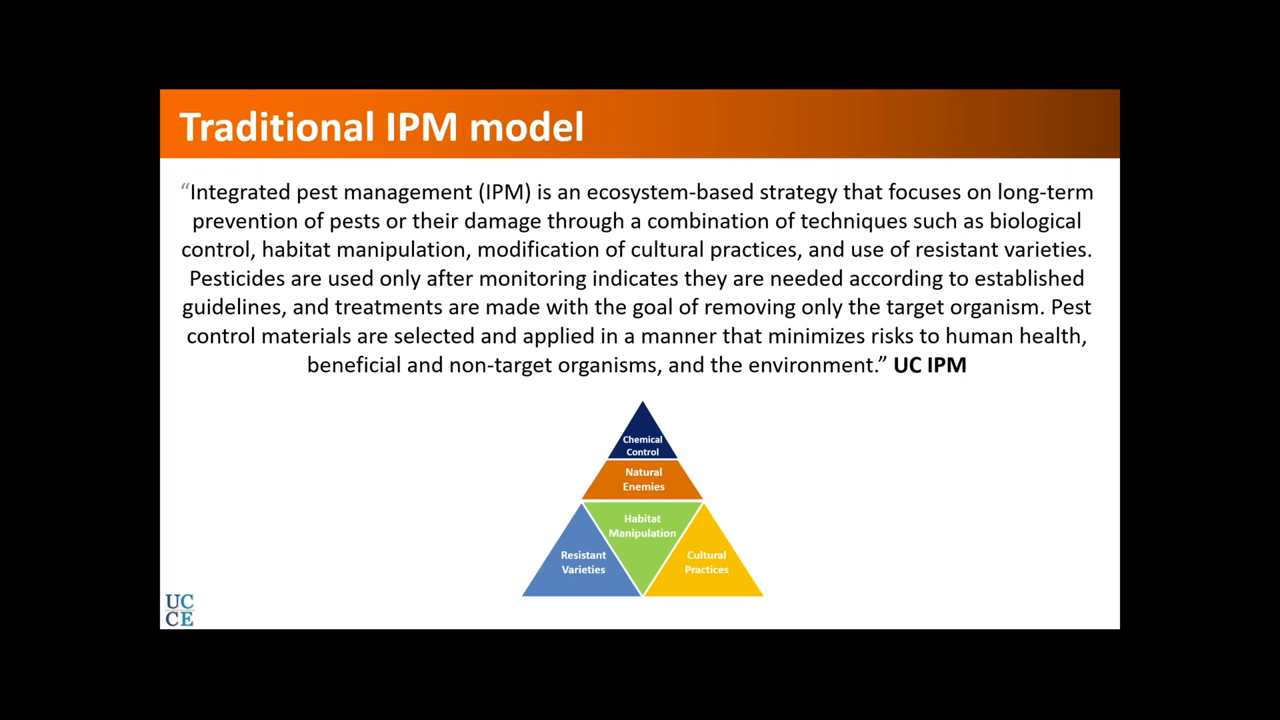 Traditional IPM model
“Integrated pest management (IPM) is an ecosystem-based strategy that focuses on long-term
prevention of pests or their damage through a combination of techniques such as biological
control, habitat manipulation, modification of cultural practices, and use of resistant varieties.
Pesticides are used only after monitoring indicates they are needed according to established
guidelines, and treatments are made with the goal of removing only the target organism. Pest
control materials are selected and applied in a manner that minimizes risks to human health,
beneficial and non-target organisms, and the environment.” UC IPM
Chemical
Control
Natural
Enemies
Habitat
Manipulation
Resistant
Varieties
Cultural
Practices
UC
CE